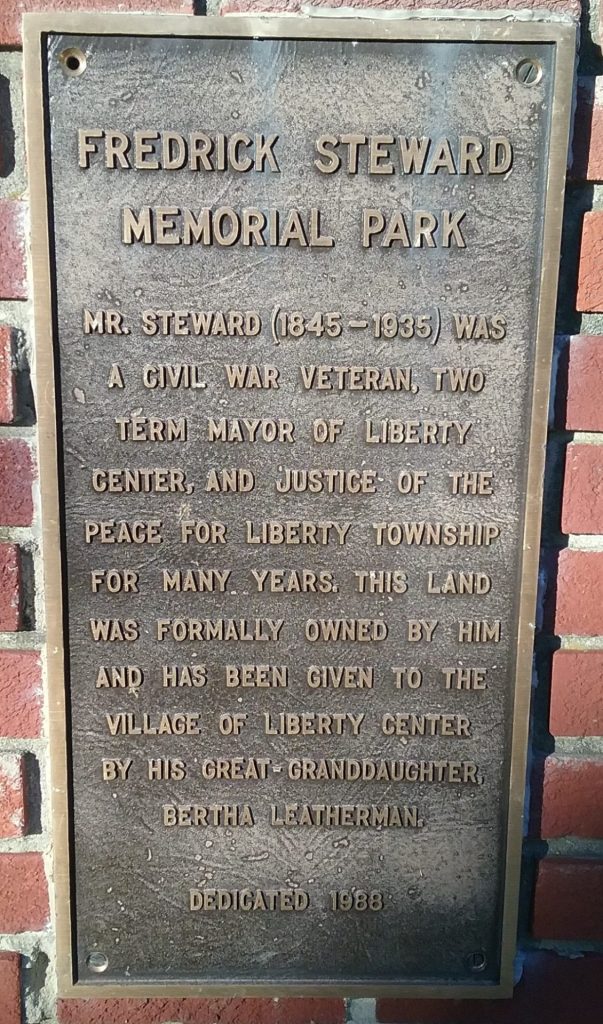 FREDRICK STEWARD
MEMORIAL PARK
MR. STEWARD (1845-1935) WAS
A CIVIL WAR VETERAN, TWO
TERM MAYOR OF LIBERTY
CENTER, AND JUSTICE OF THE
PEACE FOR LIBERTY TOWNSHIP
FOR MANY YEARS. THIS LAND
WAS FORMALLY OWNED BY HIM
AND HAS BEEN GIVEN TO THE
VILLAGE OF LIBERTY CENTER
BY HIS GREAT-GRANDDAUGHTER,
BERTHA LEATHERMAN.
DEDICATED 1988